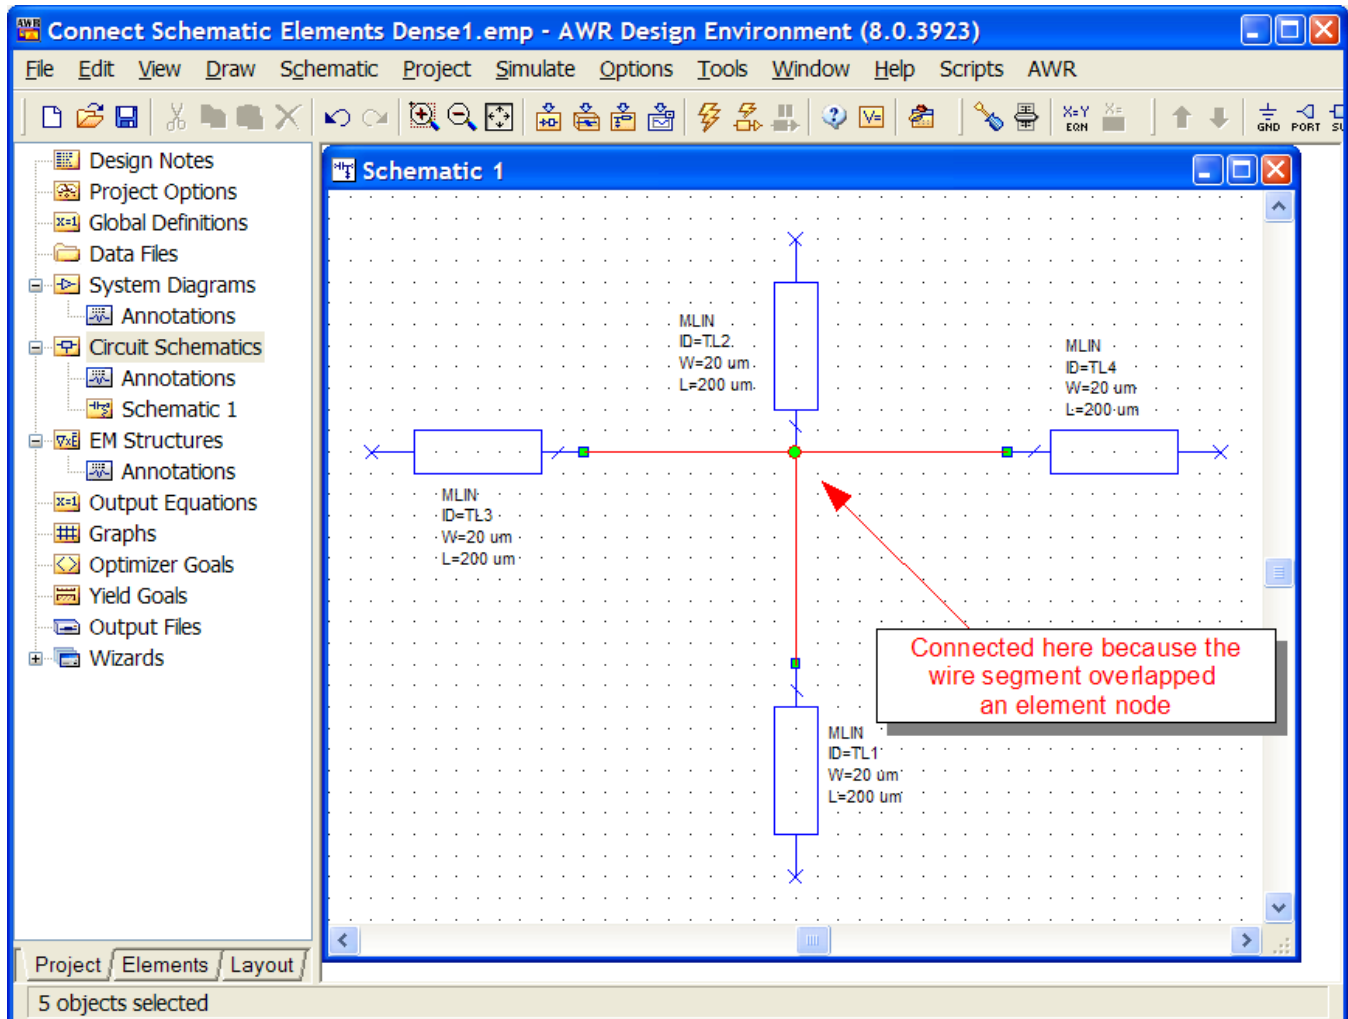 Connect Schematic Elements Dense1.emp - AWR Design Environment (8.0.3923)
File Edit View Draw Schematic Project Simulate Options Tools Window Help Scripts AWR
X=Y
EQN
X=
GND PORT SU
Design Notes
Project Options
Global Definitions
Data Files
System Diagrams
Annotations
Circuit Schematics
Annotations
Schematic 1
EM Structures
Annotations
Output Equations
Graphs
Optimizer Goals
Yield Goals
Output Files
Wizards
Schematic 1
MLIN
ID=TL2
W=20 um
L=200 um
MLIN
ID=TL4
W=20 um
L=200 um
MLIN
ID=TL3
W=20 um
L=200 um
Connected here because the
wire segment overlapped
an element node
MLIN
ID=TL1
W=20 um
L=200 um
Project Elements Layout
5 objects selected